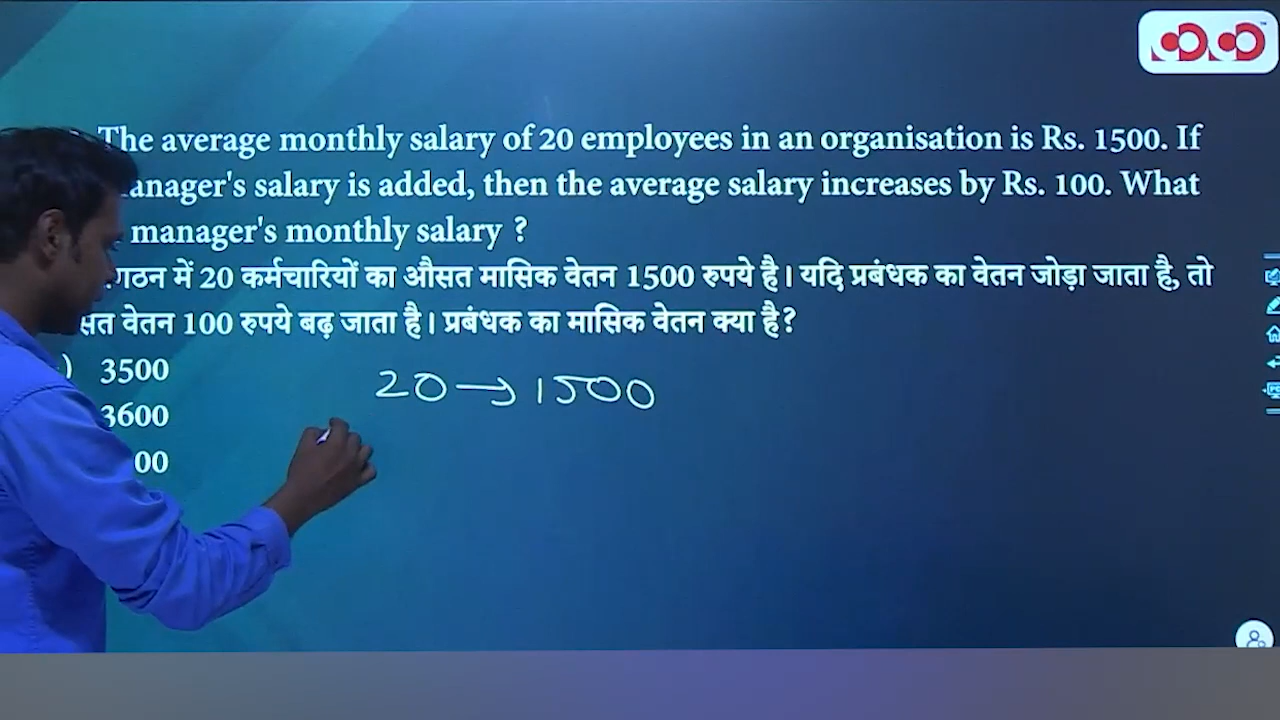 The average monthly salary of 20 employees in an organisation is Rs. 1500. If
anager's salary is added, then the average salary increases by Rs. 100. What
manager's monthly salary ?
गठन में 20 कर्मचारियों का औसत मासिक वेतन 1500 रुपये है। यदि प्रबंधक का वेतन जोड़ा जाता है, तो
सत वेतन 100 रुपये बढ़ जाता है। प्रबंधक का मासिक वेतन क्या है?
) 3500
20 → 1500
3600
00